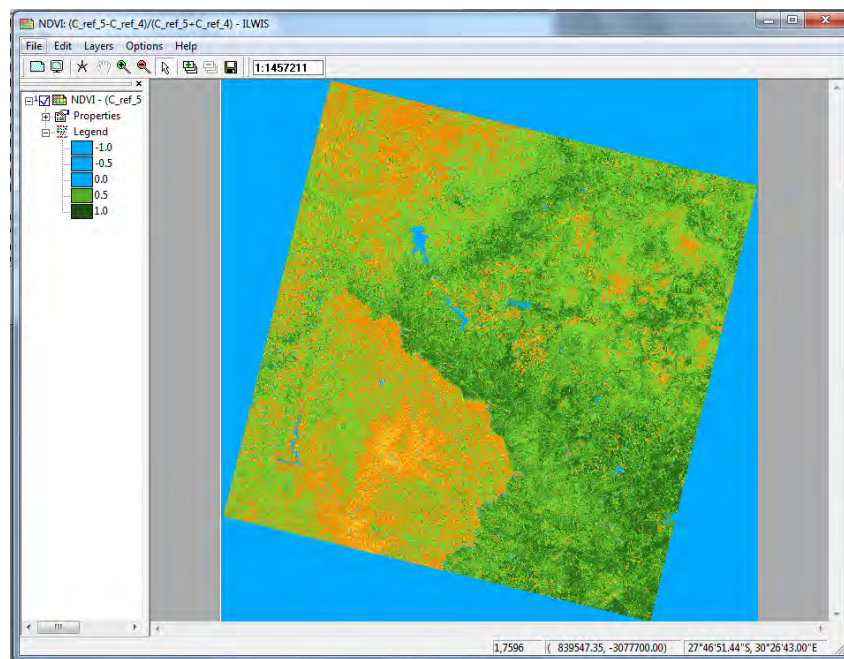 NDVI: (C_ref_5-C_ref_4)/(C_ref_5+C_ref_4) - ILWIS
File Edit Layers Options Help
1:1457211
NDVI - (C_ref_5
Properties
Legend
-1.0
-0.5
0.0
0.5
1.0
1,7596 ( 839547.35, -3077700.00) 27°46'51.44"S, 30°26'43.00"E